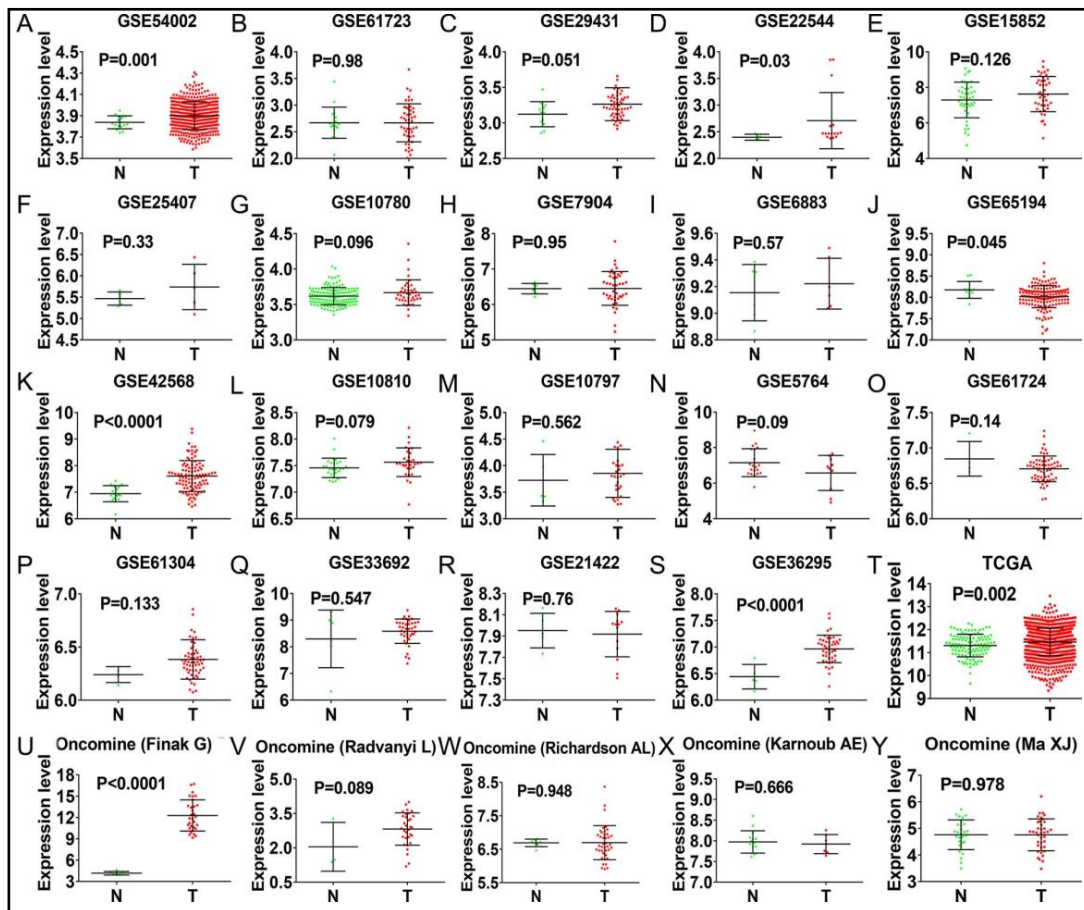 A GSE54002 B GSE61723 C GSE29431 D GSE22544 E GSE15852
Expression level 4.5 4.3 4.1 3.9 3.7 3.5 P=0.001 N T
Expression level 4.0 3.5 3.0 2.5 2.0 P=0.98 N T
Expression level 4.0 3.5 3.0 2.5 P=0.051 N T
Expression level 4.0 3.5 3.0 2.5 2.0 P=0.03 N T
Expression level 10 8 6 4 P=0.126 N T
F GSE25407 G GSE10780 H GSE7904 I GSE6883 J GSE65194
Expression level 7.0 6.5 6.0 5.5 5.0 4.5 P=0.33 N T
Expression level 4.5 4.0 3.5 3.0 P=0.096 N T
Expression level 8 7 6 5 P=0.95 N T
Expression level 9.6 9.4 9.2 9.0 8.8 P=0.57 N T
Expression level 9.0 8.5 8.0 7.5 7.0 P=0.045 N T
K GSE42568 L GSE10810 M GSE10797 N GSE5764 O GSE61724
Expression level 10 9 8 7 6 P<0.0001 N T
Expression level 8.5 8.0 7.5 7.0 6.5 P=0.079 N T
Expression level 5.0 4.5 4.0 3.5 3.0 P=0.562 N T
Expression level 10 8 6 4 P=0.09 N T
Expression level 7.5 7.0 6.5 6.0 P=0.14 N T
P GSE61304 Q GSE33692 R GSE21422 S GSE36295 T TCGA
Expression level 7.0 6.5 6.0 P=0.133 N T
Expression level 10 9 8 7 6 P=0.547 N T
Expression level 8.3 8.1 7.9 7.7 7.5 7.3 P=0.76 N T
Expression level 8.0 7.5 7.0 6.5 6.0 P<0.0001 N T
Expression level 14 13 12 11 10 9 P=0.002 N T
U Oncomine (Finak G) V Oncomine (Radvanyi L) W Oncomine (Richardson AL) X Oncomine (Karnoub AE) Y Oncomine (Ma XJ)
Expression level 18 15 12 9 6 3 P<0.0001 N T
Expression level 5.0 3.5 2.0 0.5 P=0.089 N T
Expression level 8.5 7.5 6.5 5.5 P=0.948 N T
Expression level 9.5 9.0 8.5 8.0 7.5 7.0 P=0.666 N T
Expression level 7 6 5 4 3 P=0.978 N T